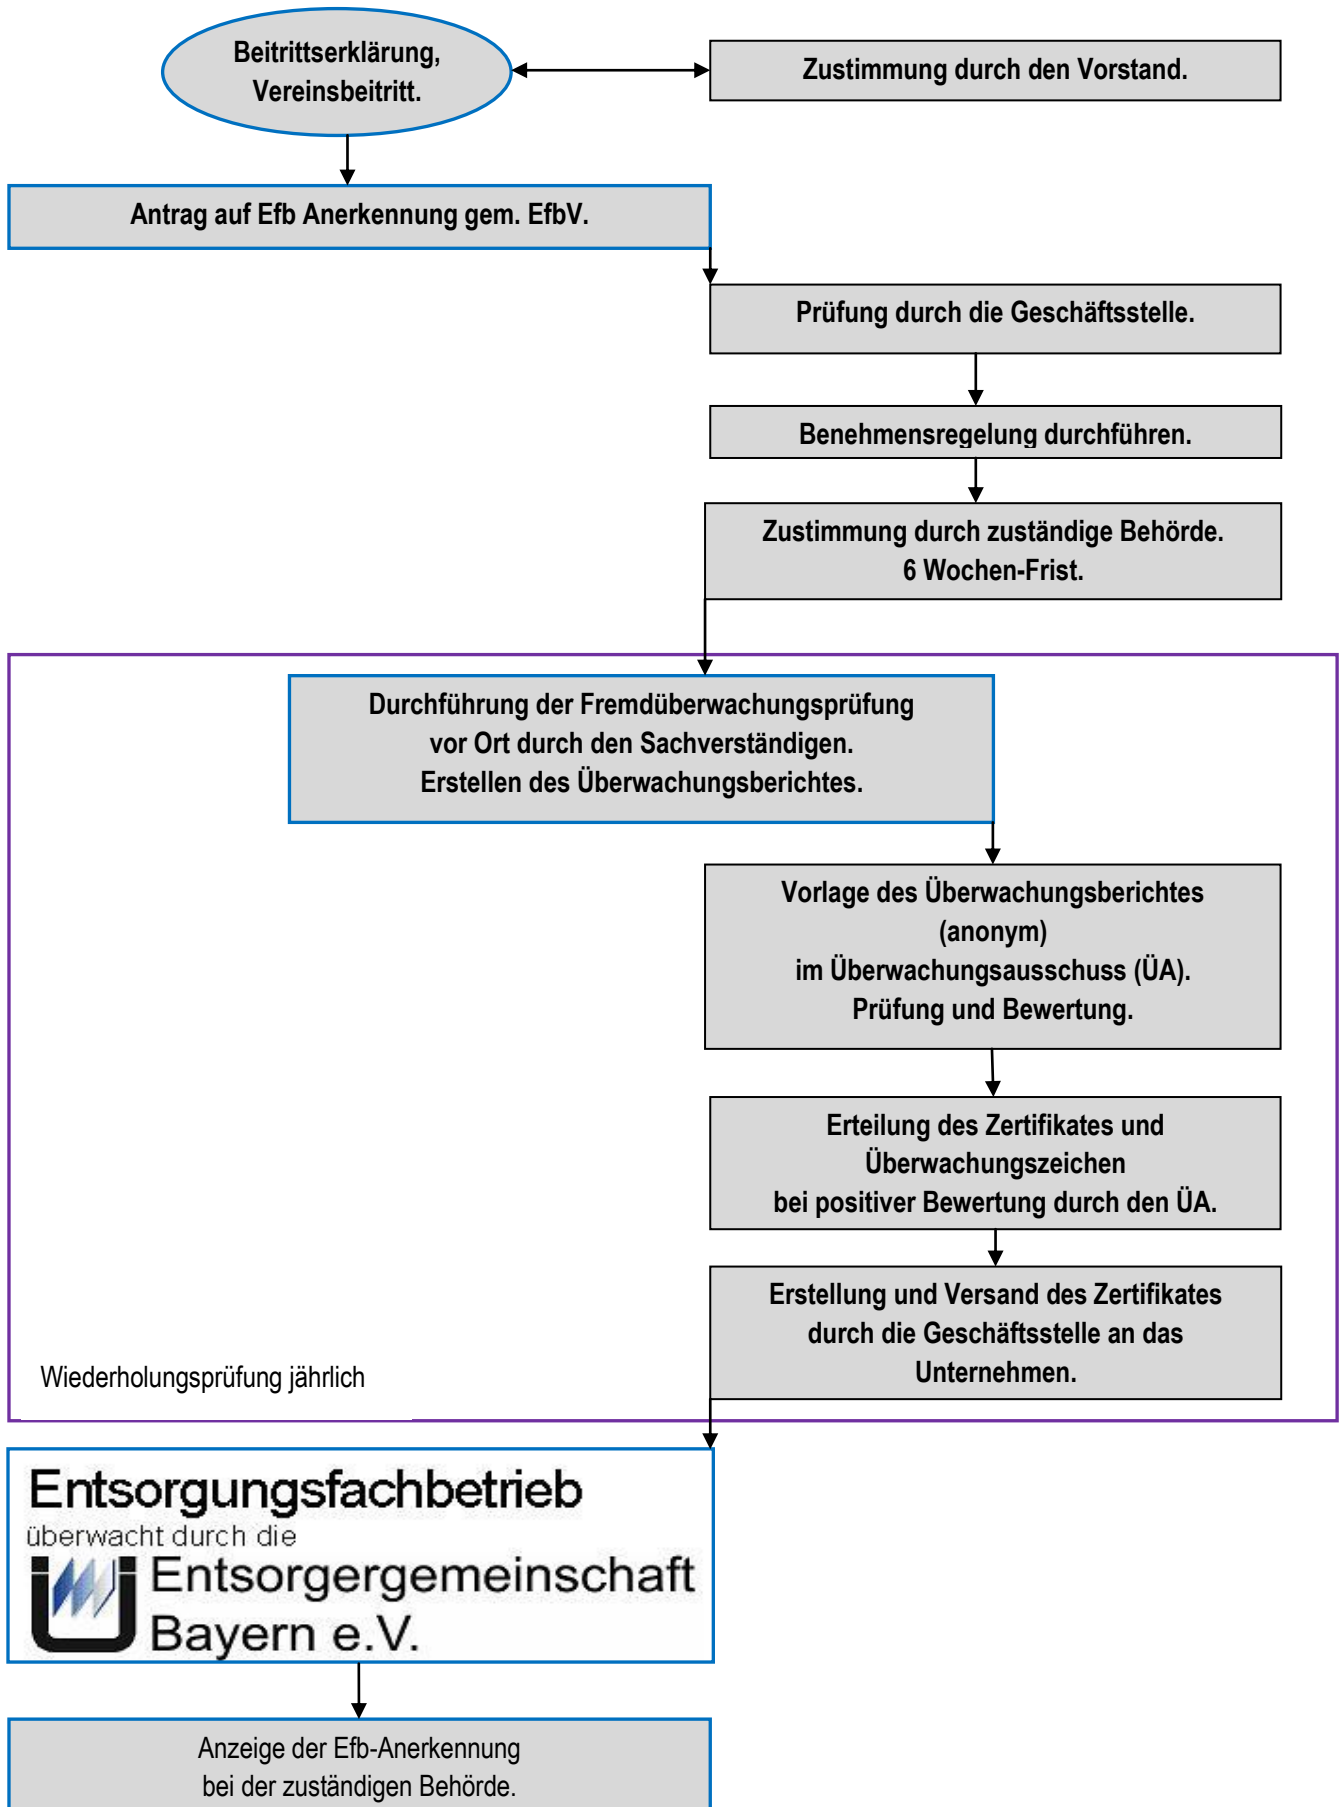 Beitrittserklärung,
Vereinsbeitritt.
Zustimmung durch den Vorstand.
Antrag auf Efb Anerkennung gem. EfbV.
Prüfung durch die Geschäftsstelle.
Benehmensregelung durchführen.
Zustimmung durch zuständige Behörde.
6 Wochen-Frist.
Durchführung der Fremdüberwachungsprüfung
vor Ort durch den Sachverständigen.
Erstellen des Überwachungsberichtes.
Vorlage des Überwachungsberichtes
(anonym)
im Überwachungsausschuss (ÜA).
Prüfung und Bewertung.
Erteilung des Zertifikates und
Überwachungszeichen
bei positiver Bewertung durch den ÜA.
Erstellung und Versand des Zertifikates
durch die Geschäftsstelle an das
Unternehmen.
Wiederholungsprüfung jährlich
Entsorgungsfachbetrieb
überwacht durch die
Entsorgergemeinschaft
Bayern e.V.
Anzeige der Efb-Anerkennung
bei der zuständigen Behörde.